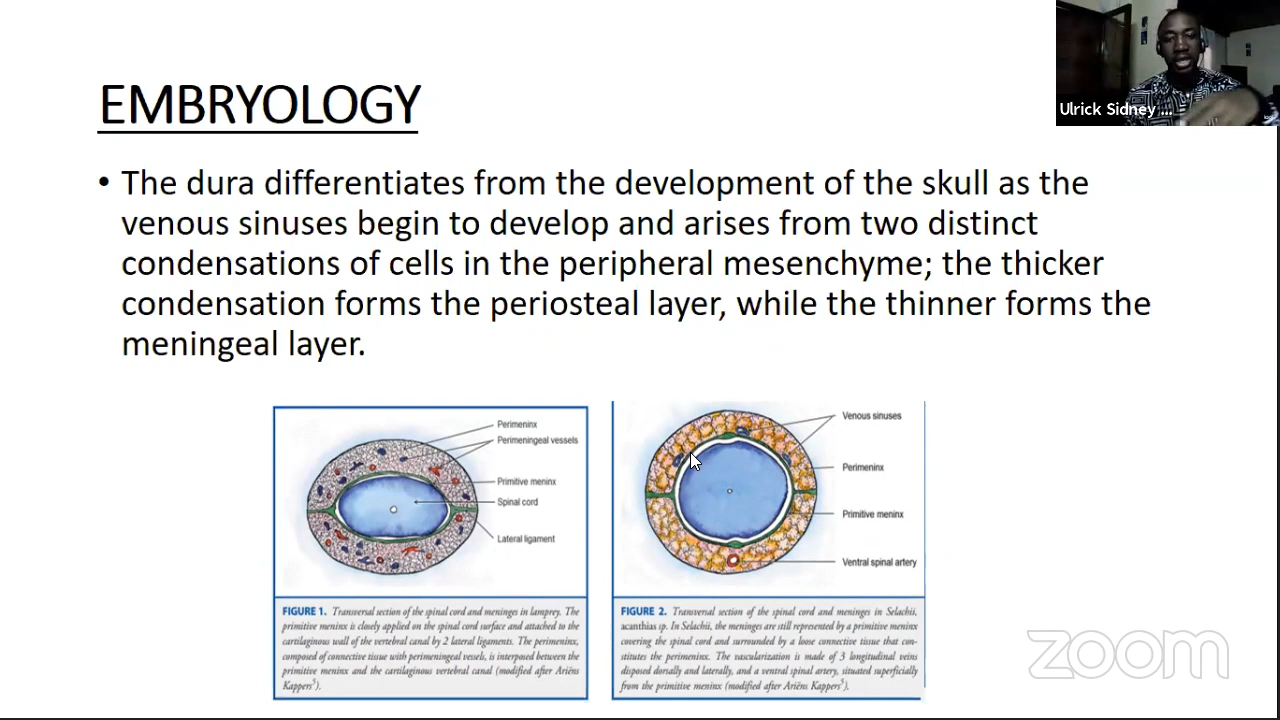 Ulrick Sidney ...
EMBRYOLOGY
• The dura differentiates from the development of the skull as the
venous sinuses begin to develop and arises from two distinct
condensations of cells in the peripheral mesenchyme; the thicker
condensation forms the periosteal layer, while the thinner forms the
meningeal layer.
Perimeninx
Perimeningeal vessels
Primitive meninx
Spinal cord
Lateral ligament
FIGURE 1. Transversal section of the spinal cord and meninges in lamprey. The
primitive meninx is closely applied on the spinal cord surface and attached to the
cartilaginous wall of the vertebral canal by 2 lateral ligaments. The perimeninx,
composed of connective tissue with perimeningeal vessels, is interposed between the
primitive meninx and the cartilaginous vertebral canal (modified after Ariëns
Kappers⁵).
Venous sinuses
Perimeninx
Primitive meninx
Ventral spinal artery
FIGURE 2. Transversal section of the spinal cord and meninges in Selachii,
acanthias sp. In Selachii, the meninges are still represented by a primitive meninx
covering the spinal cord and surrounded by a loose connective tissue that con-
stitutes the perimeninx. The vascularization is made of 3 longitudinal veins
disposed dorsally and laterally, and a ventral spinal artery, situated superficially
from the primitive meninx (modified after Ariëns Kappers⁵).
zoom